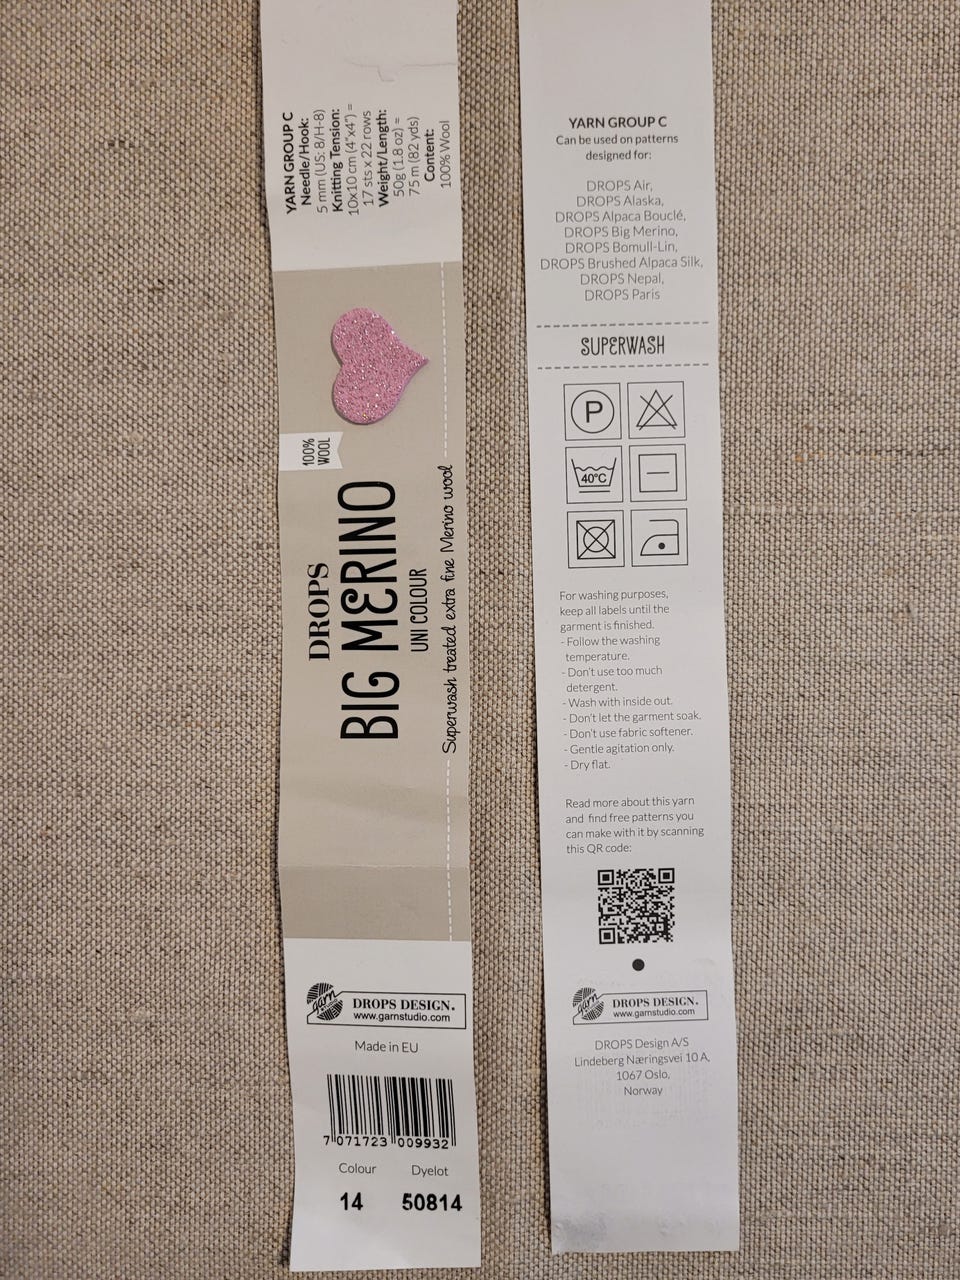 YARN GROUP C
Needle/Hook:
5 mm (US: 8/H-8)
Knitting Tension:
10x10 cm (4"x4") =
17 sts x 22 rows
Weight/Length:
50g (1.8 oz) =
75 m (82 yds)
Content:
100% Wool
100%
WOOL
DROPS
BIG MERINO
UNI COLOUR
Superwash treated extra fine Merino wool
garn studio
DROPS DESIGN.
www.garnstudio.com
Made in EU
7 071723 009932
Colour Dyelot
14 50814
YARN GROUP C
Can be used on patterns
designed for:
DROPS Air,
DROPS Alaska,
DROPS Alpaca Bouclé,
DROPS Big Merino,
DROPS Bomull-Lin,
DROPS Brushed Alpaca Silk,
DROPS Nepal,
DROPS Paris
SUPERWASH
P
40°C
For washing purposes,
keep all labels until the
garment is finished.
- Follow the washing
temperature.
- Don't use too much
detergent.
- Wash with inside out.
- Don't let the garment soak.
- Don't use fabric softener.
- Gentle agitation only.
- Dry flat.
Read more about this yarn
and find free patterns you
can make with it by scanning
this QR code:
garn studio
DROPS DESIGN.
www.garnstudio.com
DROPS Design A/S
Lindeberg Næringsvei 10 A,
1067 Oslo,
Norway